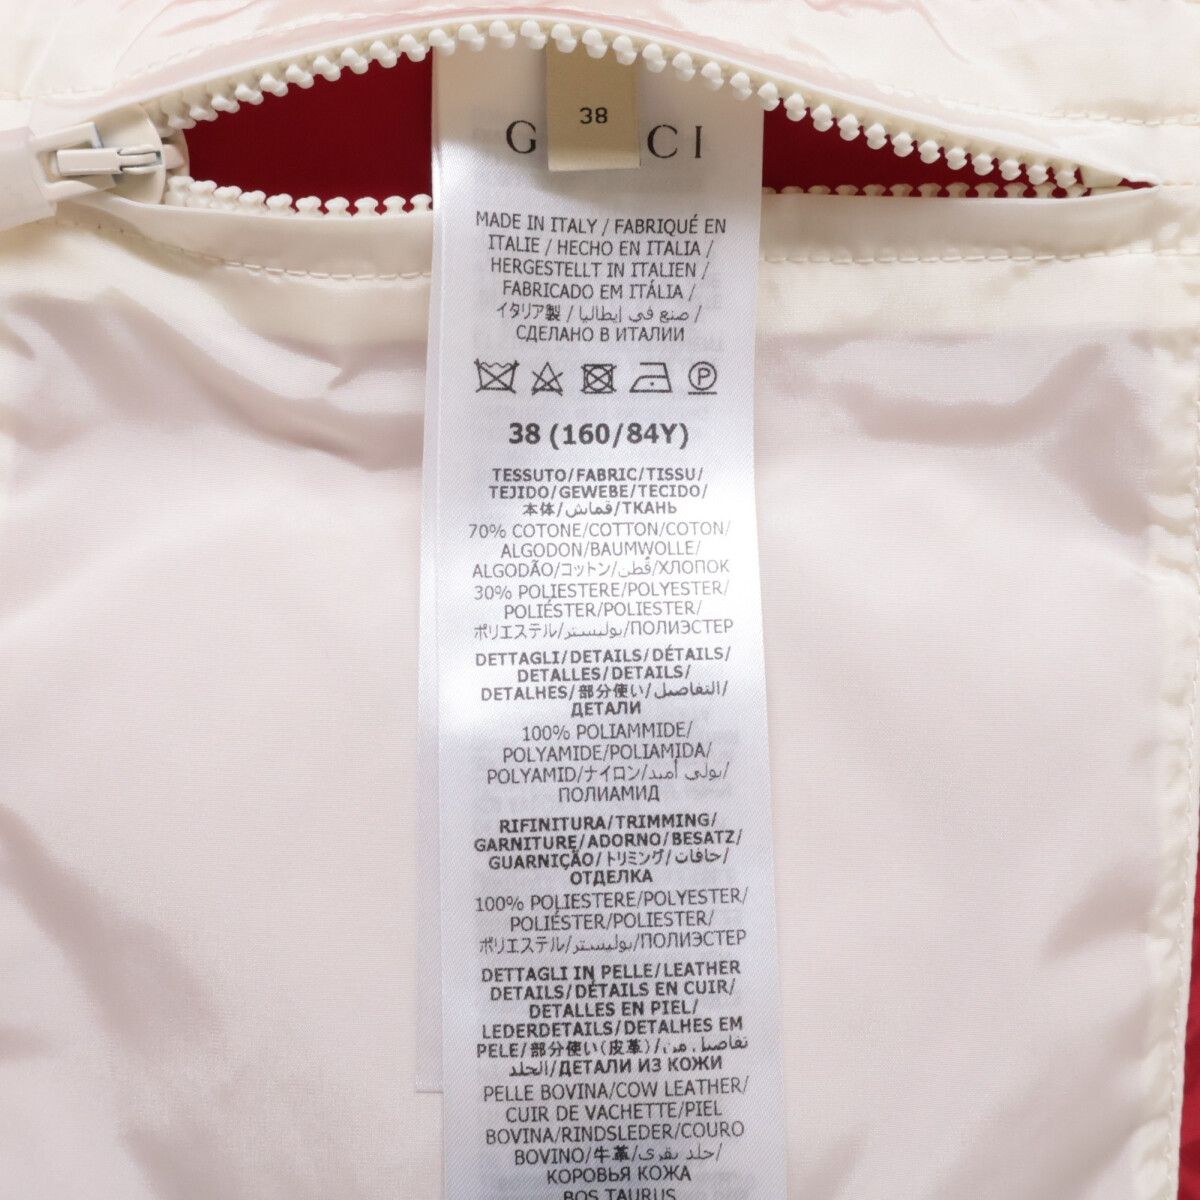 38
G CI
MADE IN ITALY / FABRIQUÉ EN
ITALIE / HECHO EN ITALIA /
HERGESTELLT IN ITALIEN /
FABRICADO EM ITÁLIA /
イタリア製 / صنع في إيطاليا /
СДЕЛАНО В ИТАЛИИ
P
38 (160/84Y)
TESSUTO/FABRIC/TISSU/
TEJIDO/GEWEBE/TECIDO/
本体/قماش/ТКАНЬ
70% COTONE/COTTON/COTON/
ALGODON/BAUMWOLLE/
ALGODÃO/コットン/قطن/ХЛОПОК
30% POLIESTERE/POLYESTER/
POLIÉSTER/POLIESTER/
ポリエステル/بوليستر/ПОЛИЭСТЕР
DETTAGLI/DETAILS/DÉTAILS/
DETALLES/DETAILS/
DETALHES/部分使い/التفاصيل/
ДЕТАЛИ
100% POLIAMMIDE/
POLYAMIDE/POLIAMIDA/
POLYAMID/ナイロン/بولي أميد/
ПОЛИАМИД
RIFINITURA/TRIMMING/
GARNITURE/ADORNO/BESATZ/
GUARNIÇÃO/トリミング/حافات/
ОТДЕЛКА
100% POLIESTERE/POLYESTER/
POLIÉSTER/POLIESTER/
ポリエステル/بوليستر/ПОЛИЭСТЕР
DETTAGLI IN PELLE/LEATHER
DETAILS/DÉTAILS EN CUIR/
DETALLES EN PIEL/
LEDERDETAILS/DETALHES EM
PELE/部分使い(皮革)/تفاصيل من
الجلد/ДЕТАЛИ ИЗ КОЖИ
PELLE BOVINA/COW LEATHER/
CUIR DE VACHETTE/PIEL
BOVINA/RINDSLEDER/COURO
BOVINO/牛革/جلد بقري/
КОРОВЬЯ КОЖА
BOS TAURUS